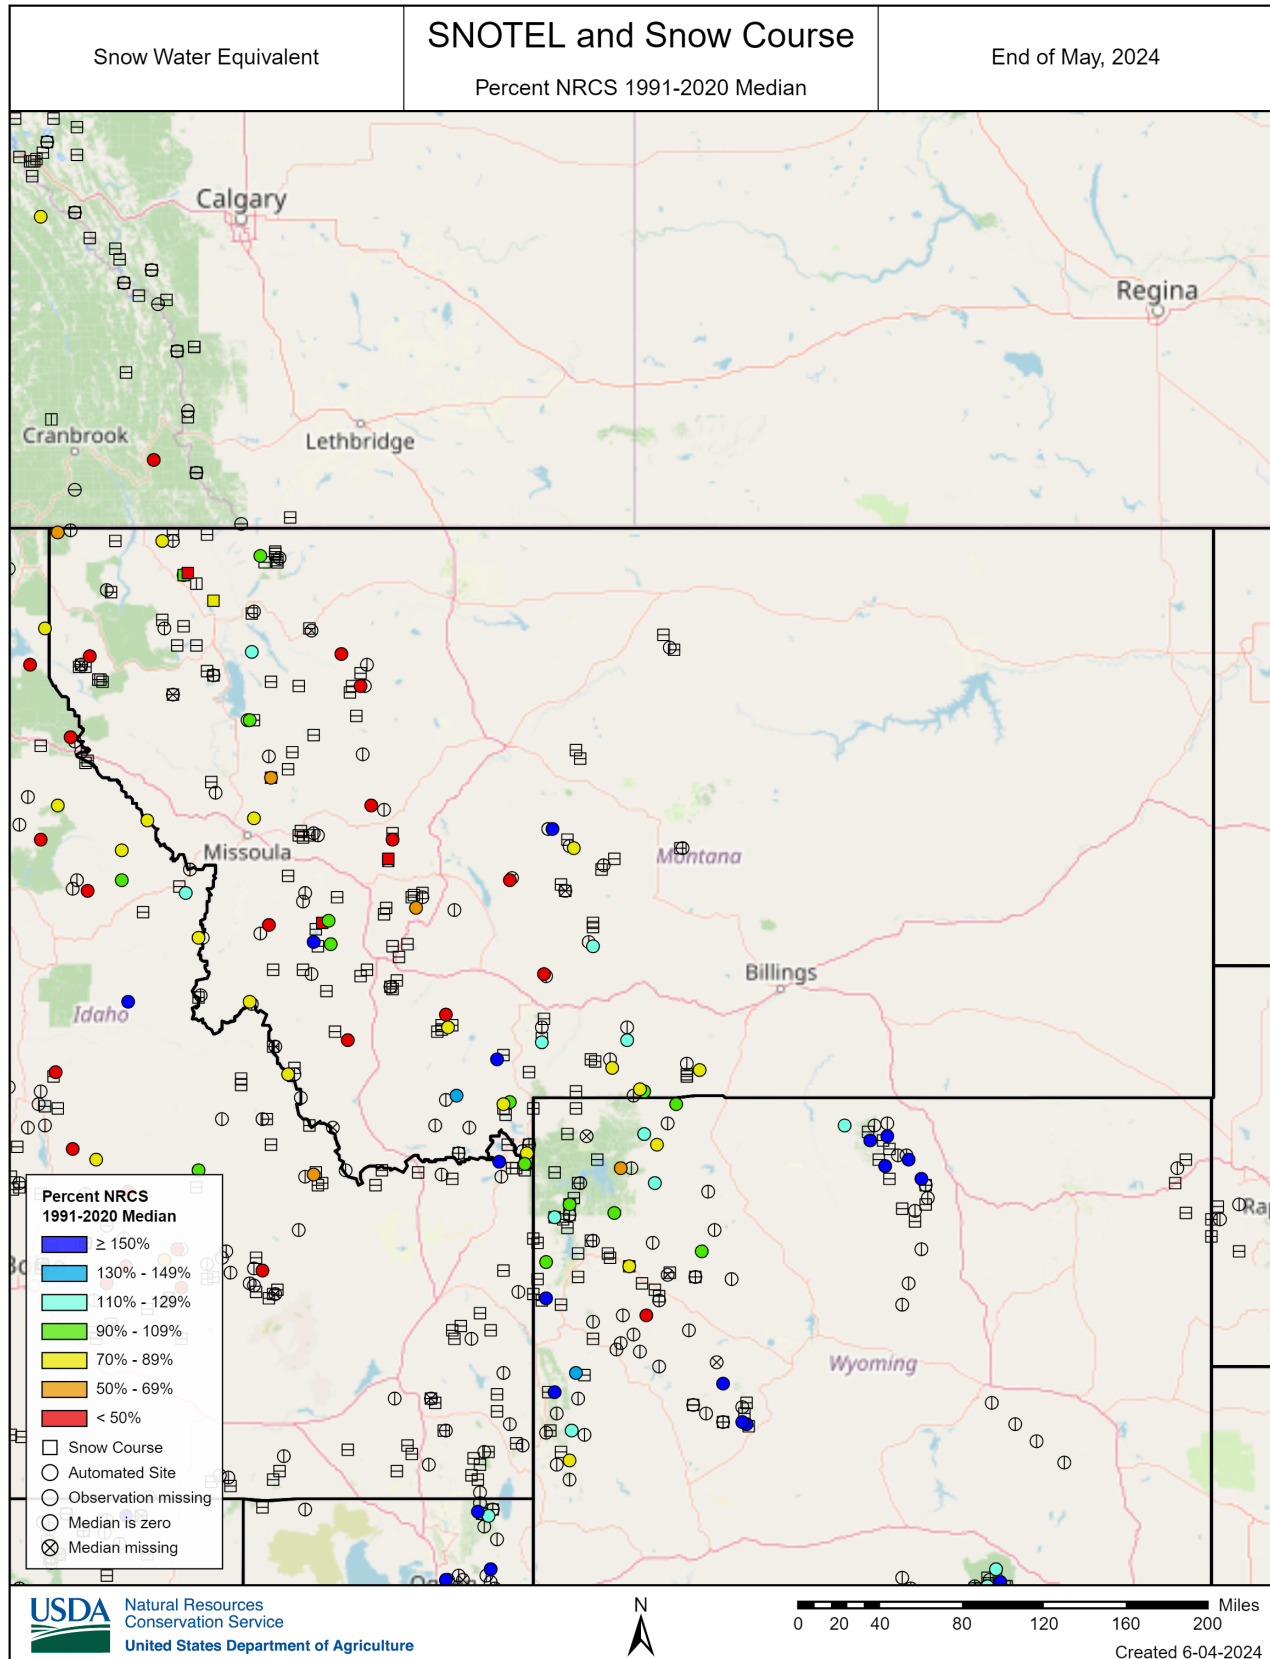 Snow Water Equivalent
SNOTEL and Snow Course
Percent NRCS 1991-2020 Median
End of May, 2024
Calgary
Regina
Cranbrook
Lethbridge
Missoula
Montana
Billings
Idaho
Wyoming
Percent NRCS
1991-2020 Median
≥ 150%
130% - 149%
110% - 129%
90% - 109%
70% - 89%
50% - 69%
< 50%
Snow Course
Automated Site
Observation missing
Median is zero
Median missing
USDA
Natural Resources
Conservation Service
United States Department of Agriculture
N
Miles
0 20 40 80 120 160 200
Created 6-04-2024